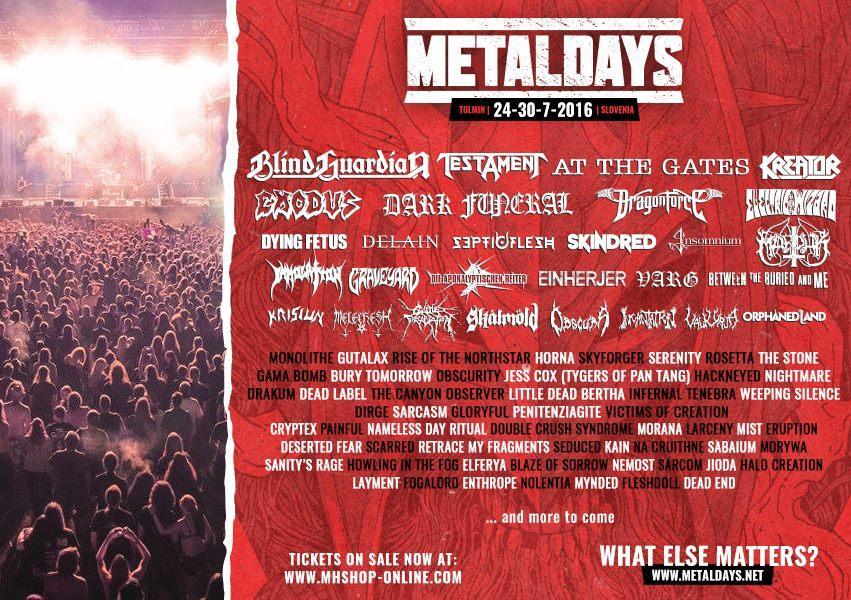 METALDAYS
TOLMIN | 24-30-7-2016 | SLOVENIA
Blind Guardian TESTAMENT AT THE GATES KREATOR
EXODUS DARK FUNERAL DragonForce ELECTRIC WIZARD
DYING FETUS DELAIN SEPTICFLESH SKINDRED Insomnium MARDUK
IMMOLATION GRAVEYARD DIE APOKALYPTISCHEN REITER EINHERJER VARG BETWEEN THE BURIED AND ME
KRISIUN MELECHESH CATTLE DECAPITATION Skálmöld OBSCURA INCANTATION VALKYRJA ORPHANED LAND
MONOLITHE GUTALAX RISE OF THE NORTHSTAR HORNA SKYFORGER SERENITY ROSETTA THE STONE
GAMA BOMB BURY TOMORROW OBSCURITY JESS COX (TYGERS OF PAN TANG) HACKNEYED NIGHTMARE
DRAKUM DEAD LABEL THE CANYON OBSERVER LITTLE DEAD BERTHA INFERNAL TENEBRA WEEPING SILENCE
DIRGE SARCASM GLORYFUL PENITENZIAGITE VICTIMS OF CREATION
CRYPTEX PAINFUL NAMELESS DAY RITUAL DOUBLE CRUSH SYNDROME MORANA LARCENY MIST ERUPTION
DESERTED FEAR SCARRED RETRACE MY FRAGMENTS SEDUCED KAIN NA CRUITHNE SABAIUM MORYWA
SANITY'S RAGE HOWLING IN THE FOG ELFERYA BLAZE OF SORROW NEMOST SARCOM JIODA HALO CREATION
LAYMENT FOGALORD ENTHROPE NOLENTIA MYNDED FLESHDOLL DEAD END
... and more to come
TICKETS ON SALE NOW AT:
WWW.MHSHOP-ONLINE.COM
WHAT ELSE MATTERS?
WWW.METALDAYS.NET